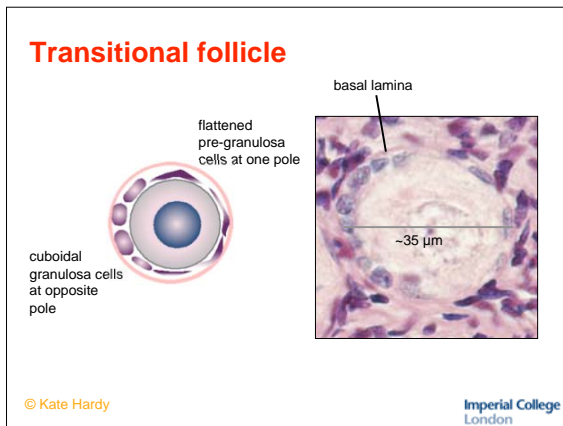 Transitional follicle
basal lamina
flattened
pre-granulosa
cells at one pole
~35 µm
cuboidal
granulosa cells
at opposite
pole
© Kate Hardy
Imperial College
London